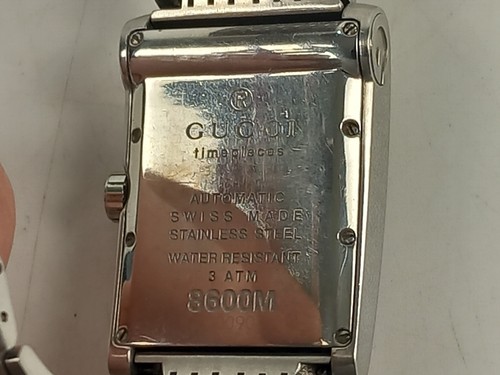 ®
GUCCI
timepieces
AUTOMATIC
SWISS MADE
STAINLESS STEEL
WATER RESISTANT
3 ATM
8600M